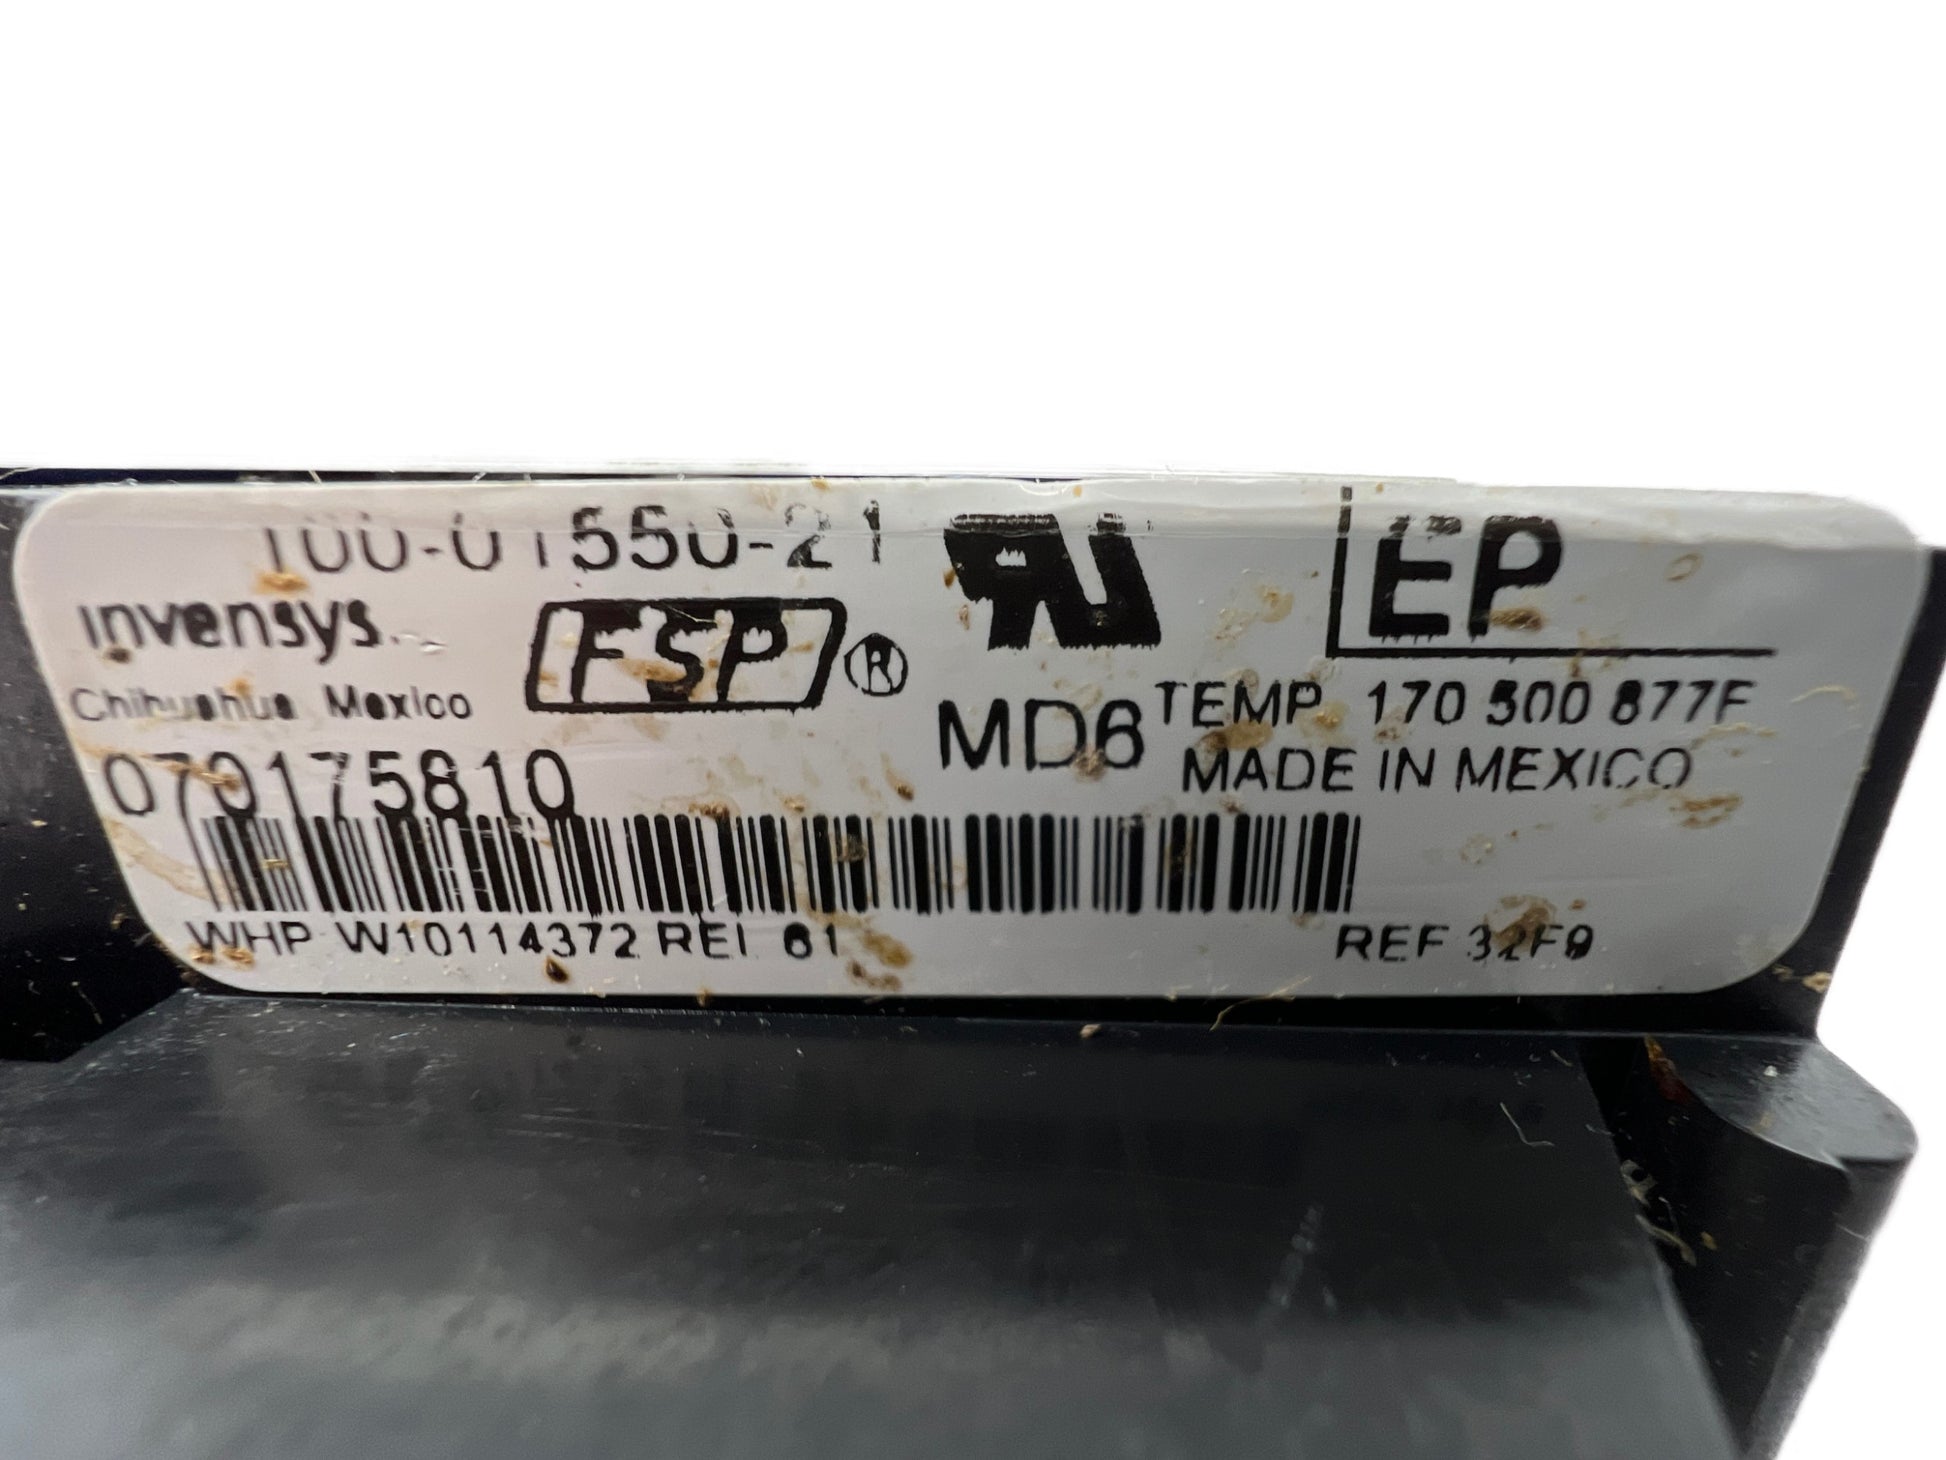 100-01550-21
invensys
Chihuahua Mexico
FSP ®
RU
EP
MD6
TEMP 170 500 877F
MADE IN MEXICO
070175810
WHP W10114372 REL 61
REF 32F9